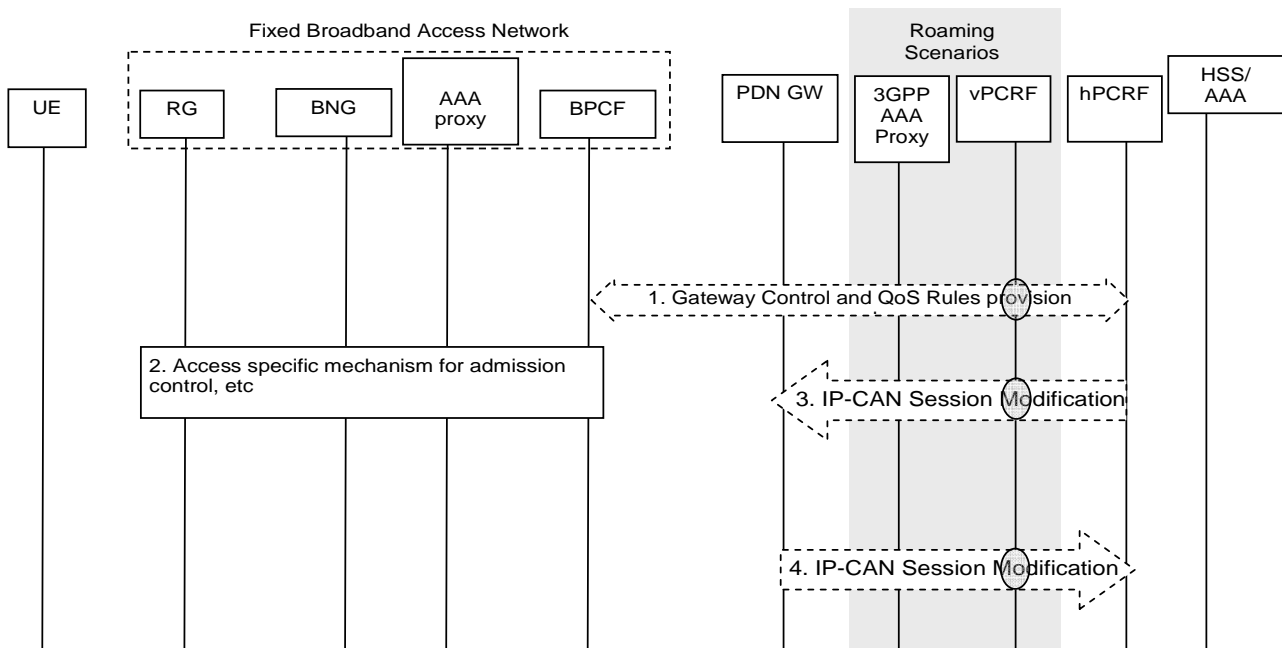 Fixed Broadband Access Network
Roaming
Scenarios
UE
RG
BNG
AAA
proxy
BPCF
PDN GW
3GPP
AAA
Proxy
vPCRF
hPCRF
HSS/
AAA
1. Gateway Control and QoS Rules provision
2. Access specific mechanism for admission
control, etc
3. IP-CAN Session Modification
4. IP-CAN Session Modification